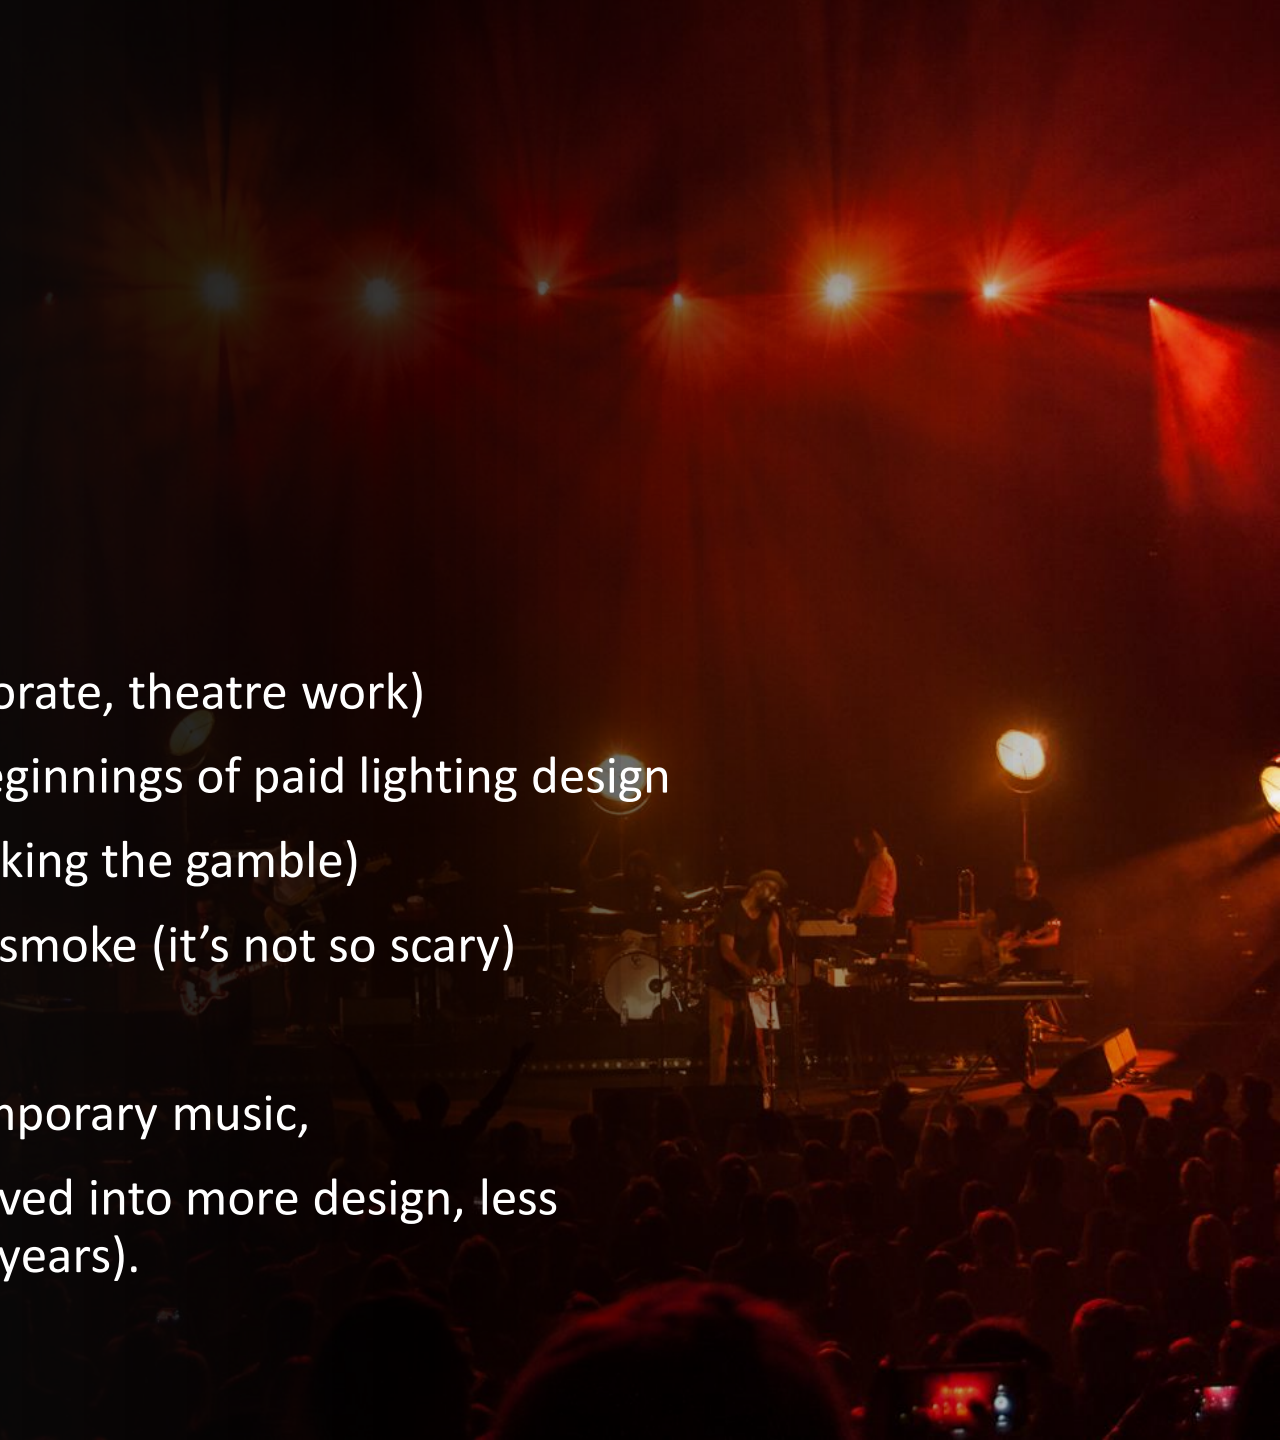 orate, theatre work)
eginnings of paid lighting design
king the gamble)
smoke (it’s not so scary)
mporary music,
ved into more design, less
years).